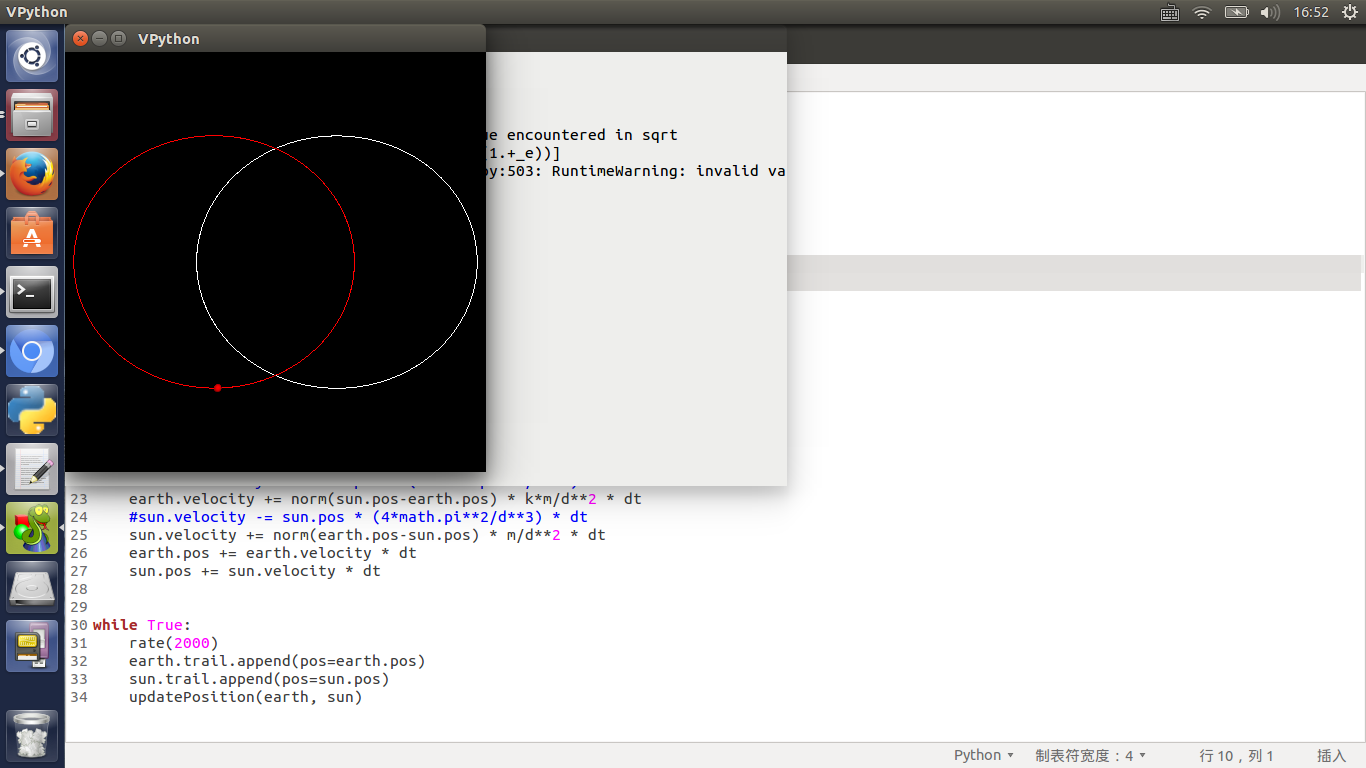 VPython
16:52
VPython
ue encountered in sqrt
(1.+_e))]
py:503: RuntimeWarning: invalid va
23 earth.velocity += norm(sun.pos-earth.pos) * k*m/d**2 * dt
24 #sun.velocity -= sun.pos * (4*math.pi**2/d**3) * dt
25 sun.velocity += norm(earth.pos-sun.pos) * m/d**2 * dt
26 earth.pos += earth.velocity * dt
27 sun.pos += sun.velocity * dt
28
29
30 while True:
31 rate(2000)
32 earth.trail.append(pos=earth.pos)
33 sun.trail.append(pos=sun.pos)
34 updatePosition(earth, sun)
Python 制表符宽度：4 行 10，列 1 插入